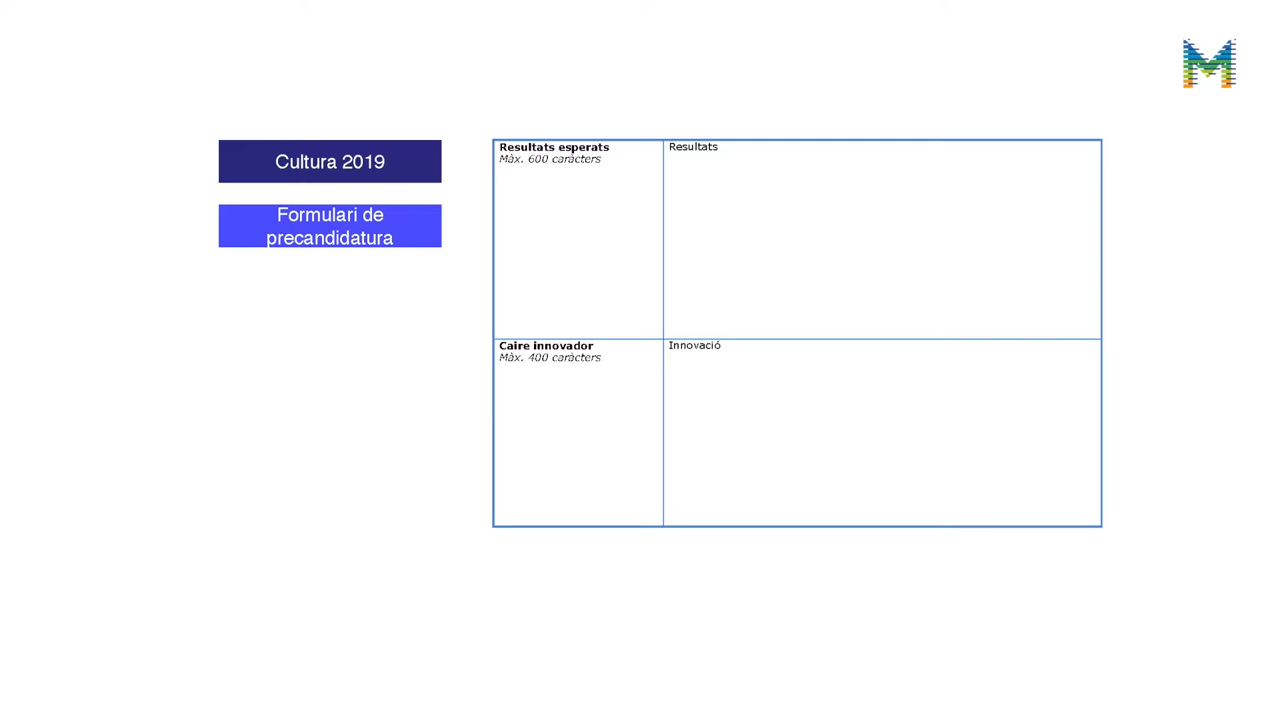 Cultura 2019
Formulari de
precandidatura
Resultats esperats
Màx. 600 caràcters
Resultats
Caire innovador
Màx. 400 caràcters
Innovació